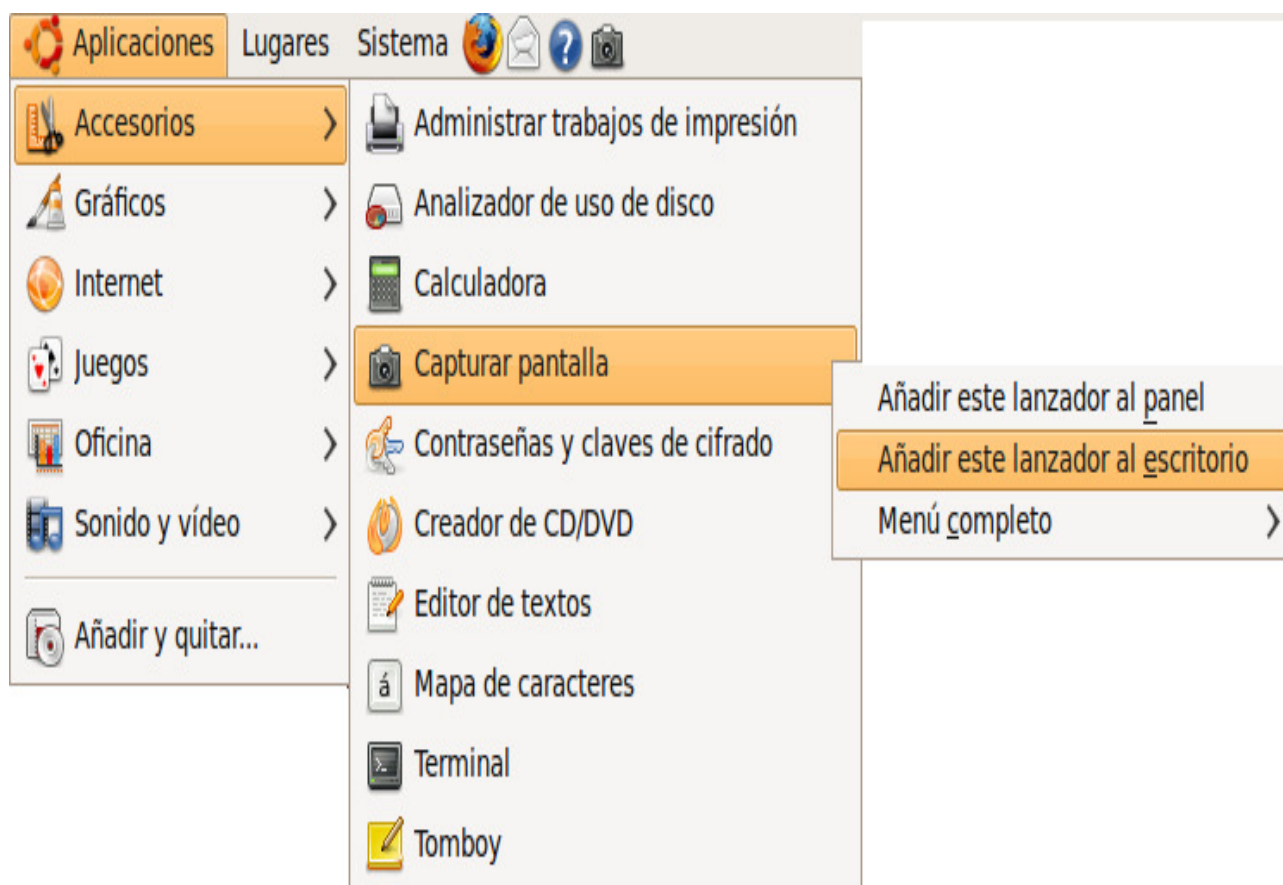 Aplicaciones Lugares Sistema
Accesorios
Gráficos
Internet
Juegos
Oficina
Sonido y vídeo
Añadir y quitar...
Administrar trabajos de impresión
Analizador de uso de disco
Calculadora
Capturar pantalla
Contraseñas y claves de cifrado
Creador de CD/DVD
Editor de textos
á Mapa de caracteres
Terminal
Tomboy
Añadir este lanzador al panel
Añadir este lanzador al escritorio
Menú completo